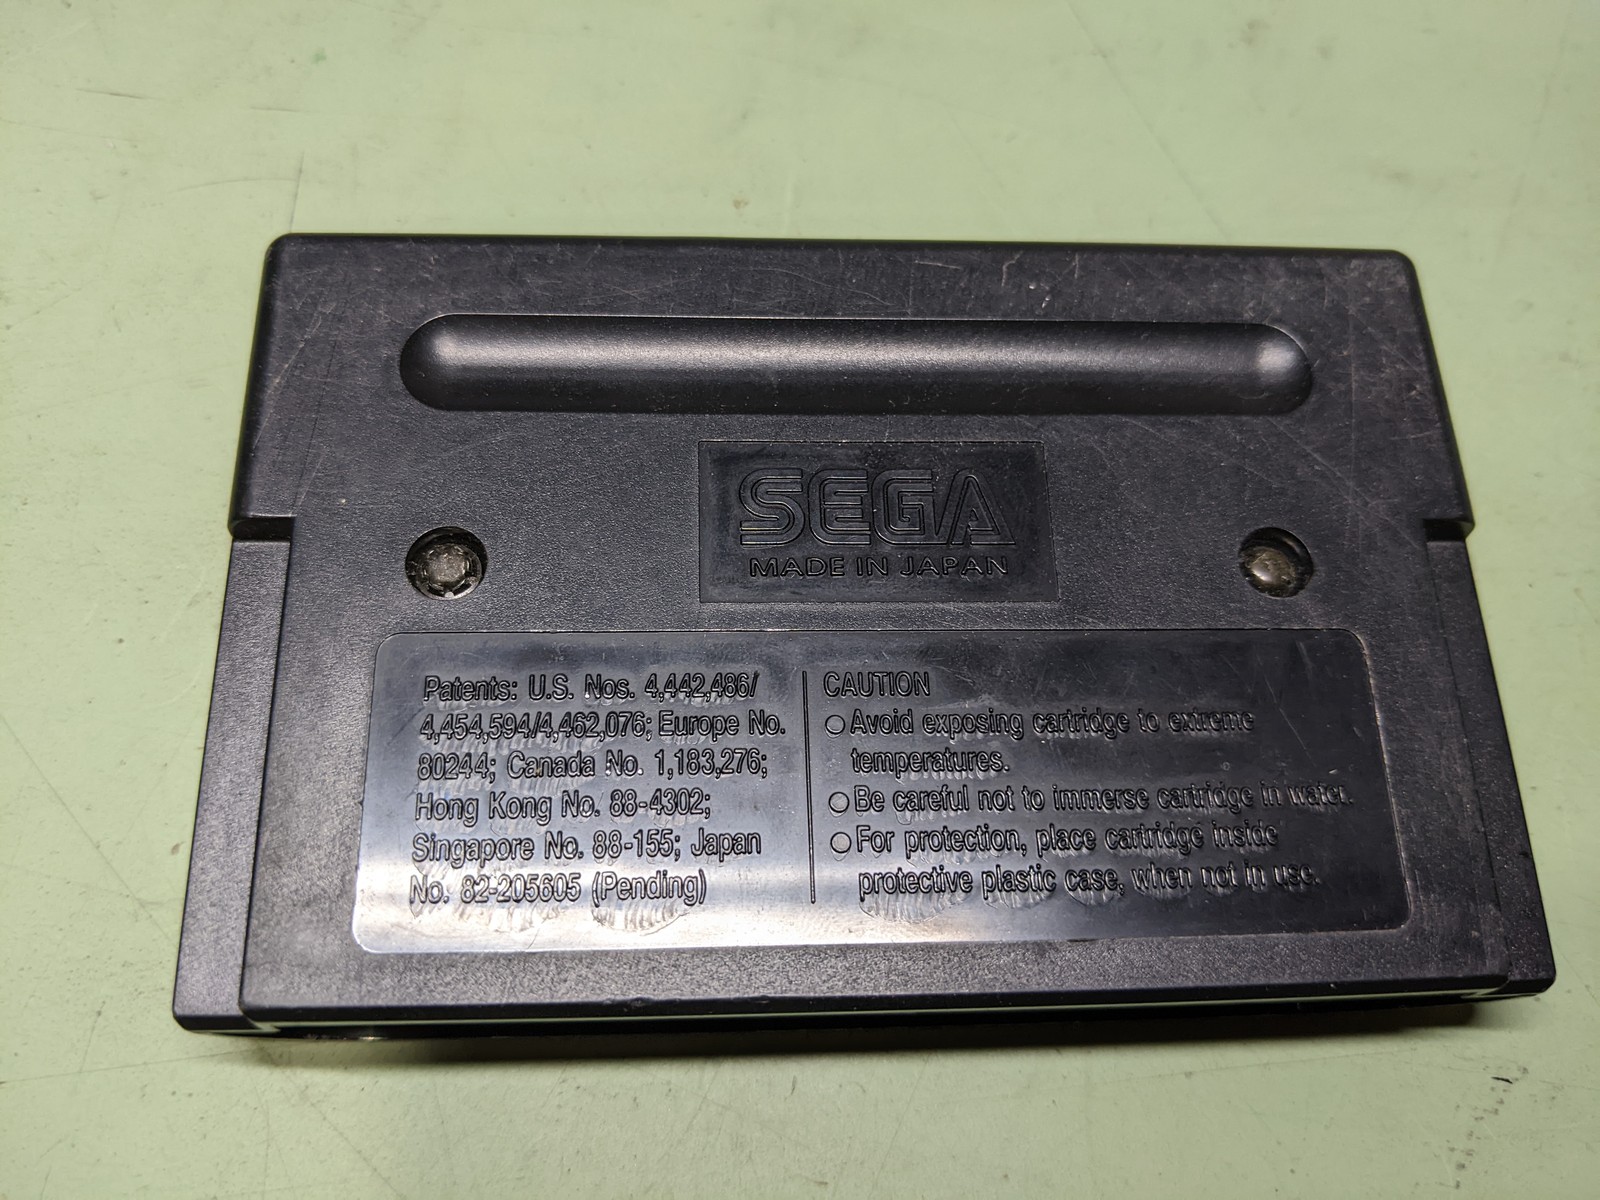 SEGA
MADE IN JAPAN
Patents: U.S. Nos. 4,442,486/
4,454,594/4,462,076; Europe No.
80244; Canada No. 1,183,276;
Hong Kong No. 88-4302;
Singapore No. 88-155; Japan
No. 82-205605 (Pending)
CAUTION
○ Avoid exposing cartridge to extreme
temperatures.
○ Be careful not to immerse cartridge in water.
○ For protection, place cartridge inside
protective plastic case, when not in use.